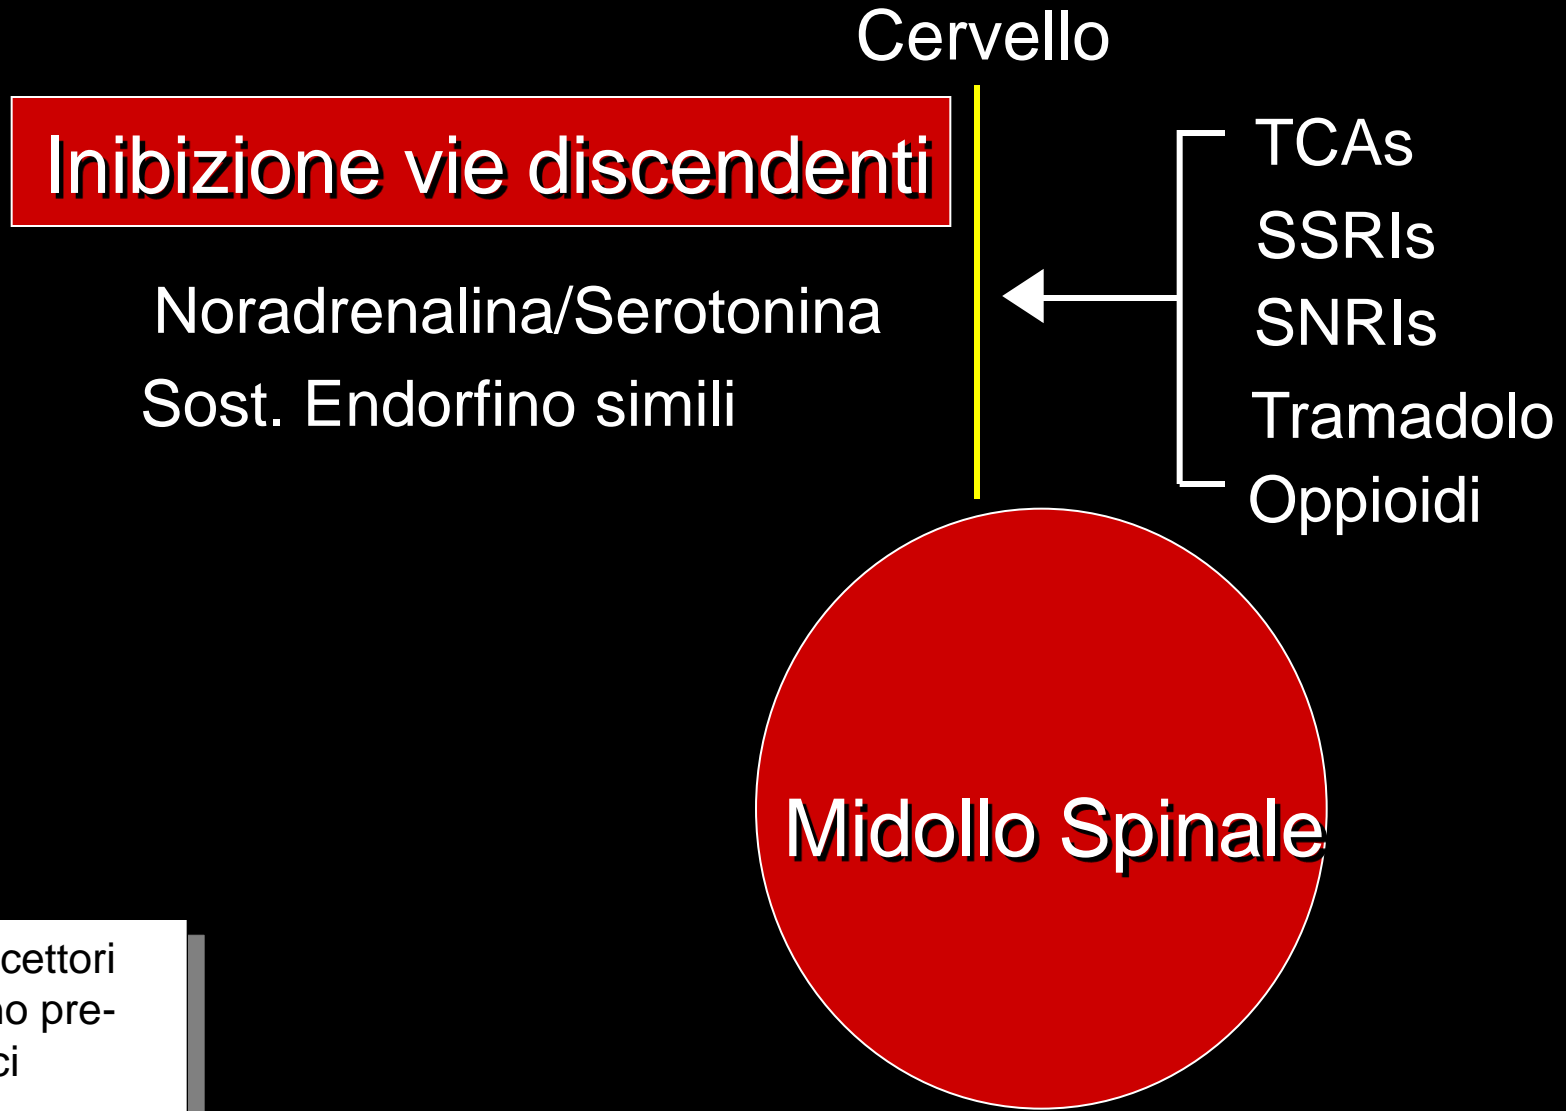 Cervello
Inibizione vie discendenti
Noradrenalina/Serotonina
Sost. Endorfino simili
TCAs
SSRIs
SNRIs
Tramadolo
Oppioidi
Midollo Spinale
cettori
no pre-
ci